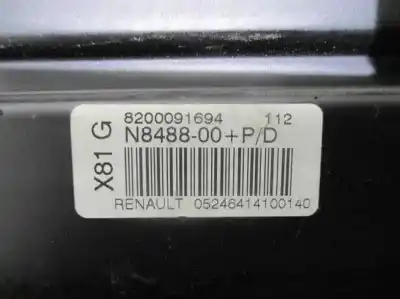 X81 G
8200091694 112
N8488-00+P/D
RENAULT 05246414100140